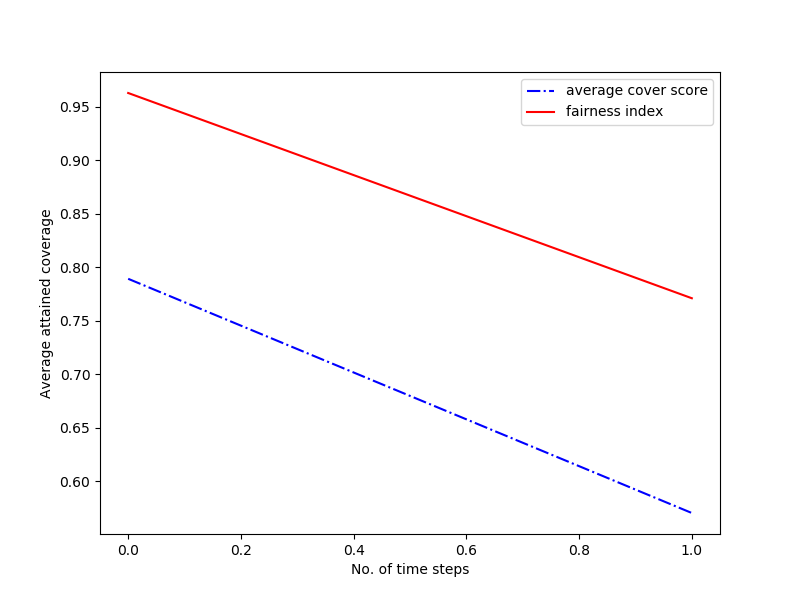 average cover score
fairness index
0.95
0.90
0.85
0.80
0.75
0.70
0.65
0.60
Average attained coverage
0.0 0.2 0.4 0.6 0.8 1.0
No. of time steps